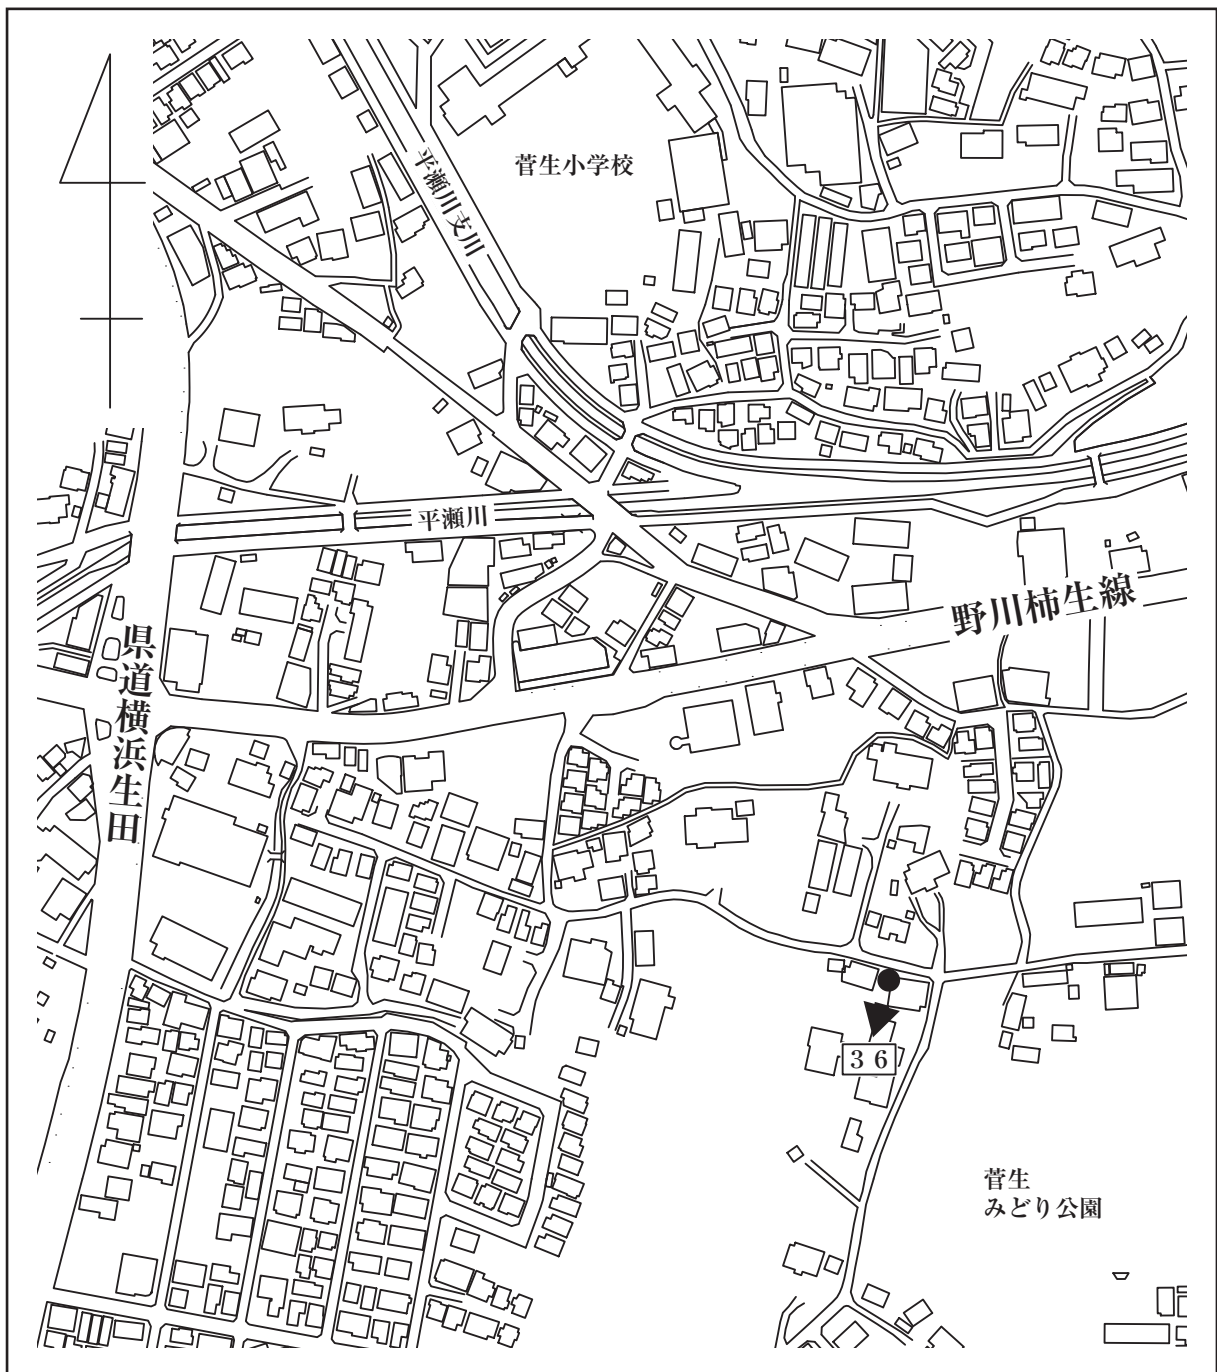 菅生小学校
平瀬川支川
平瀬川
野川柿生線
県道横浜生田
３６
菅生
みどり公園